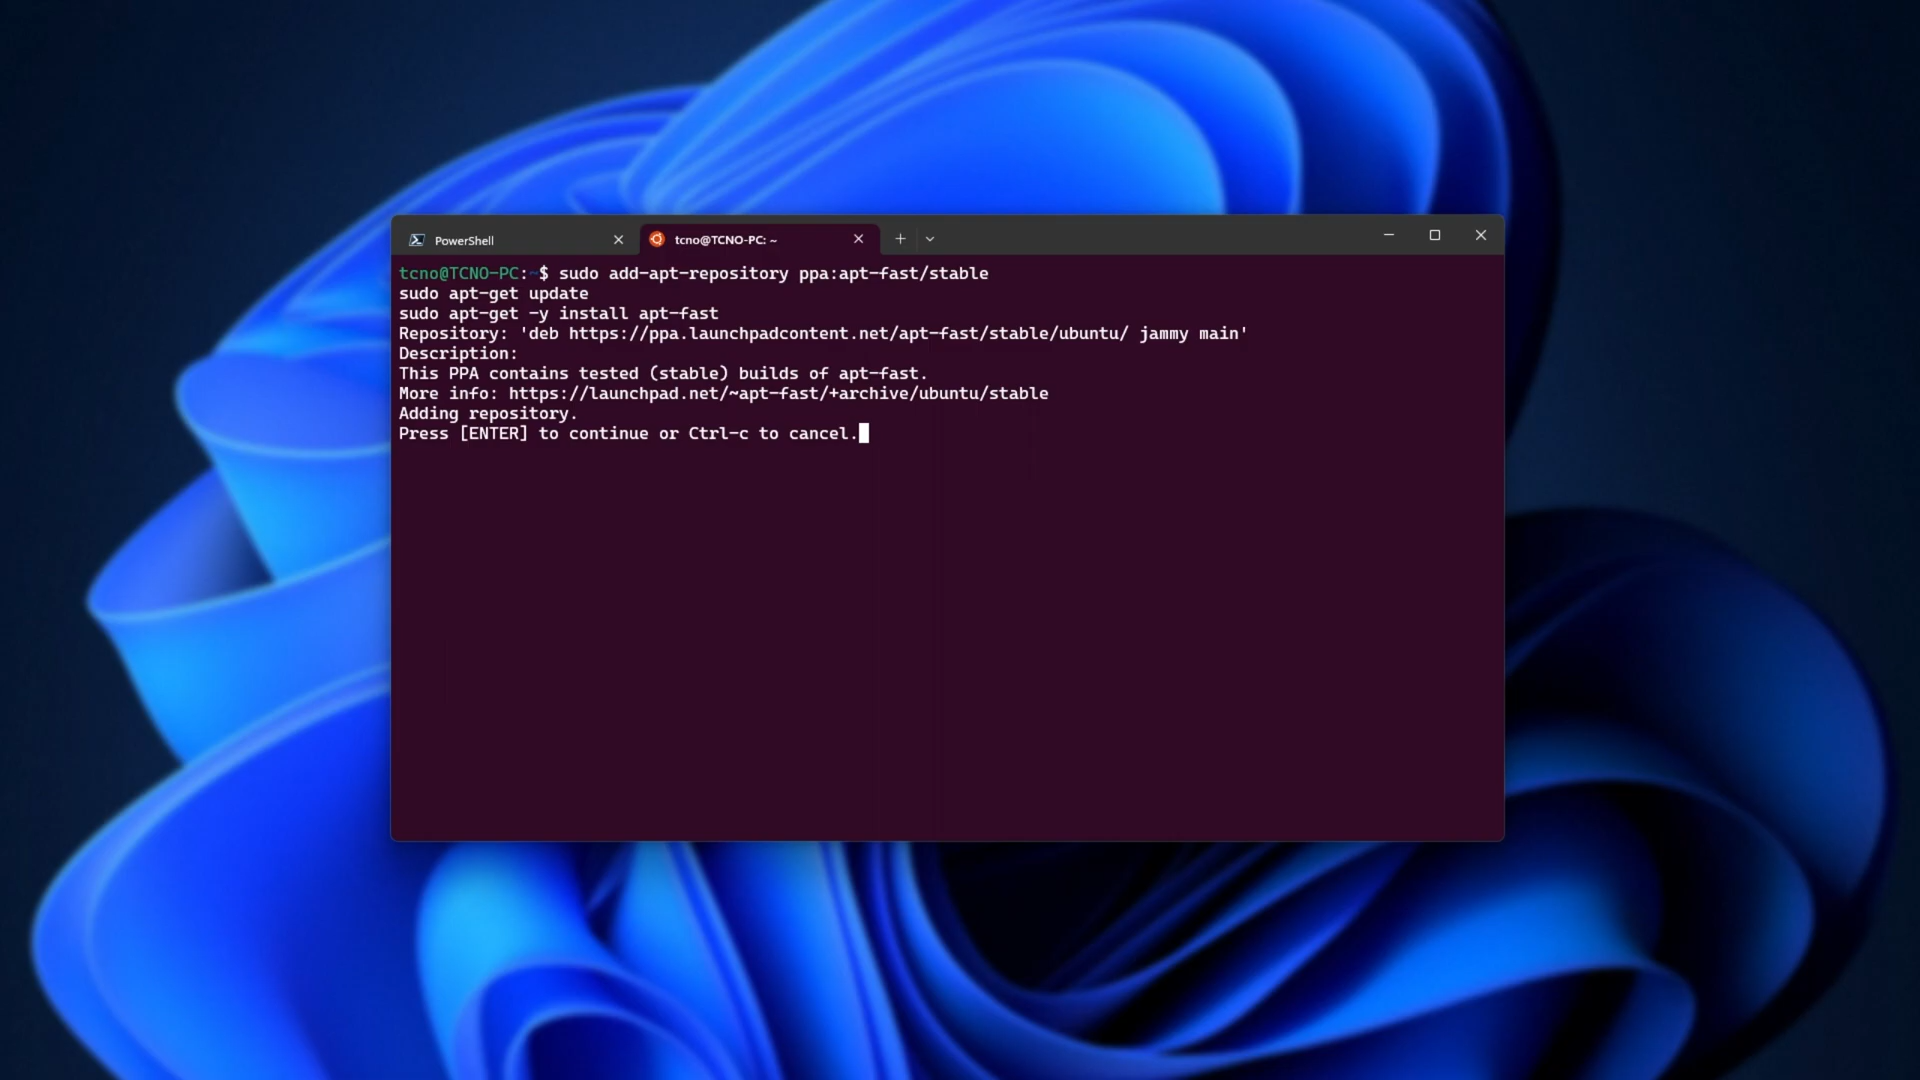 PowerShell
tcno@TCNO-PC: ~
tcno@TCNO-PC:~$ sudo add-apt-repository ppa:apt-fast/stable
sudo apt-get update
sudo apt-get -y install apt-fast
Repository: 'deb https://ppa.launchpadcontent.net/apt-fast/stable/ubuntu/ jammy main'
Description:
This PPA contains tested (stable) builds of apt-fast.
More info: https://launchpad.net/~apt-fast/+archive/ubuntu/stable
Adding repository.
Press [ENTER] to continue or Ctrl-c to cancel.